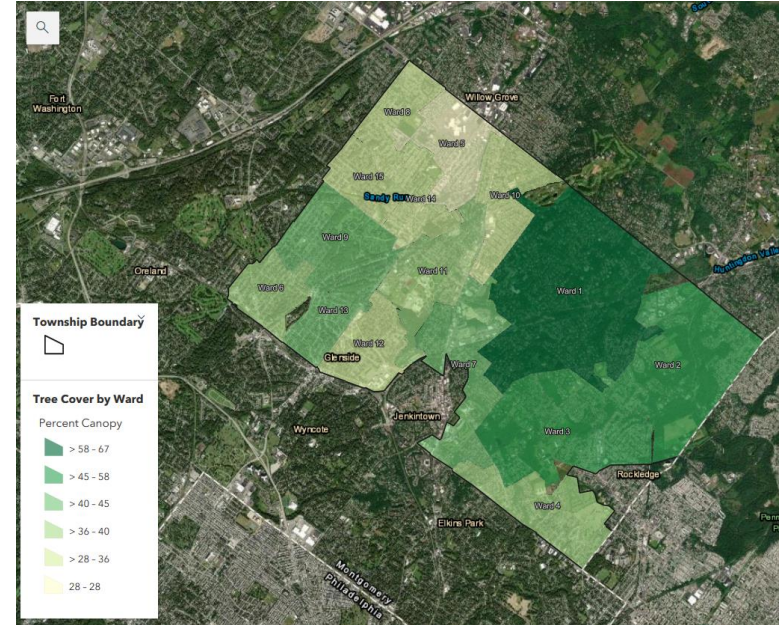 Sou
Fort
Washington
Willow Grove
Ward 8
Ward 5
Ward 15
Sandy Run
Ward 14
Ward 10
Ward 9
Huntingdon Valle
Oreland
Ward 11
Ward 6
Ward 1
Ward 13
Ward 12
Glenside
Ward 7
Ward 2
Jenkintown
Wyncote
Ward 3
Rockledge
Ward 4
Elkins Park
Penn
P
Montgomery
Philadelphia
Township Boundary
Tree Cover by Ward
Percent Canopy
> 58 - 67
> 45 - 58
> 40 - 45
> 36 - 40
> 28 - 36
28 - 28